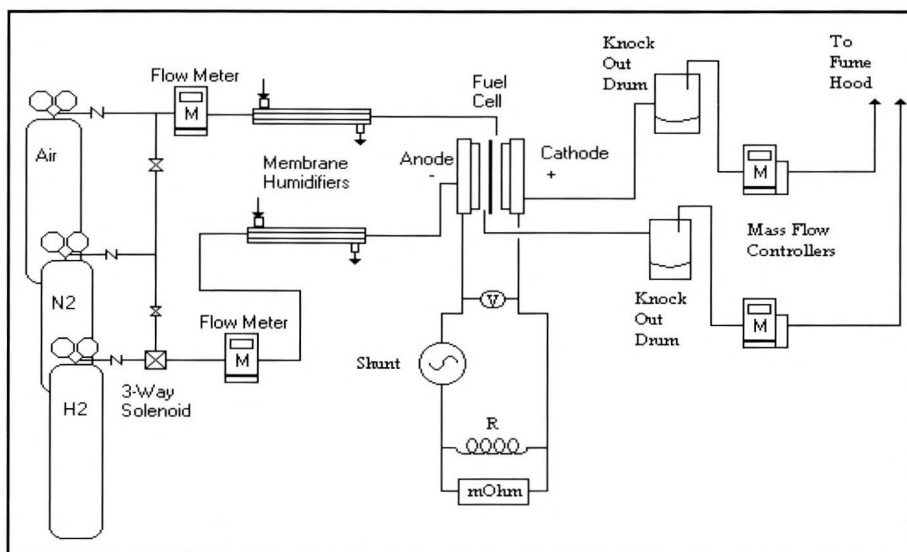 Knock
Out
Drum
To
Fume
Hood
Flow Meter
M
Fuel
Cell
Air
Anode
-
Cathode
+
Membrane
Humidifiers
M
Mass Flow
Controllers
N2
Flow Meter
M
Knock
Out
Drum
M
V
Shunt
3-Way
Solenoid
H2
R
mOhm